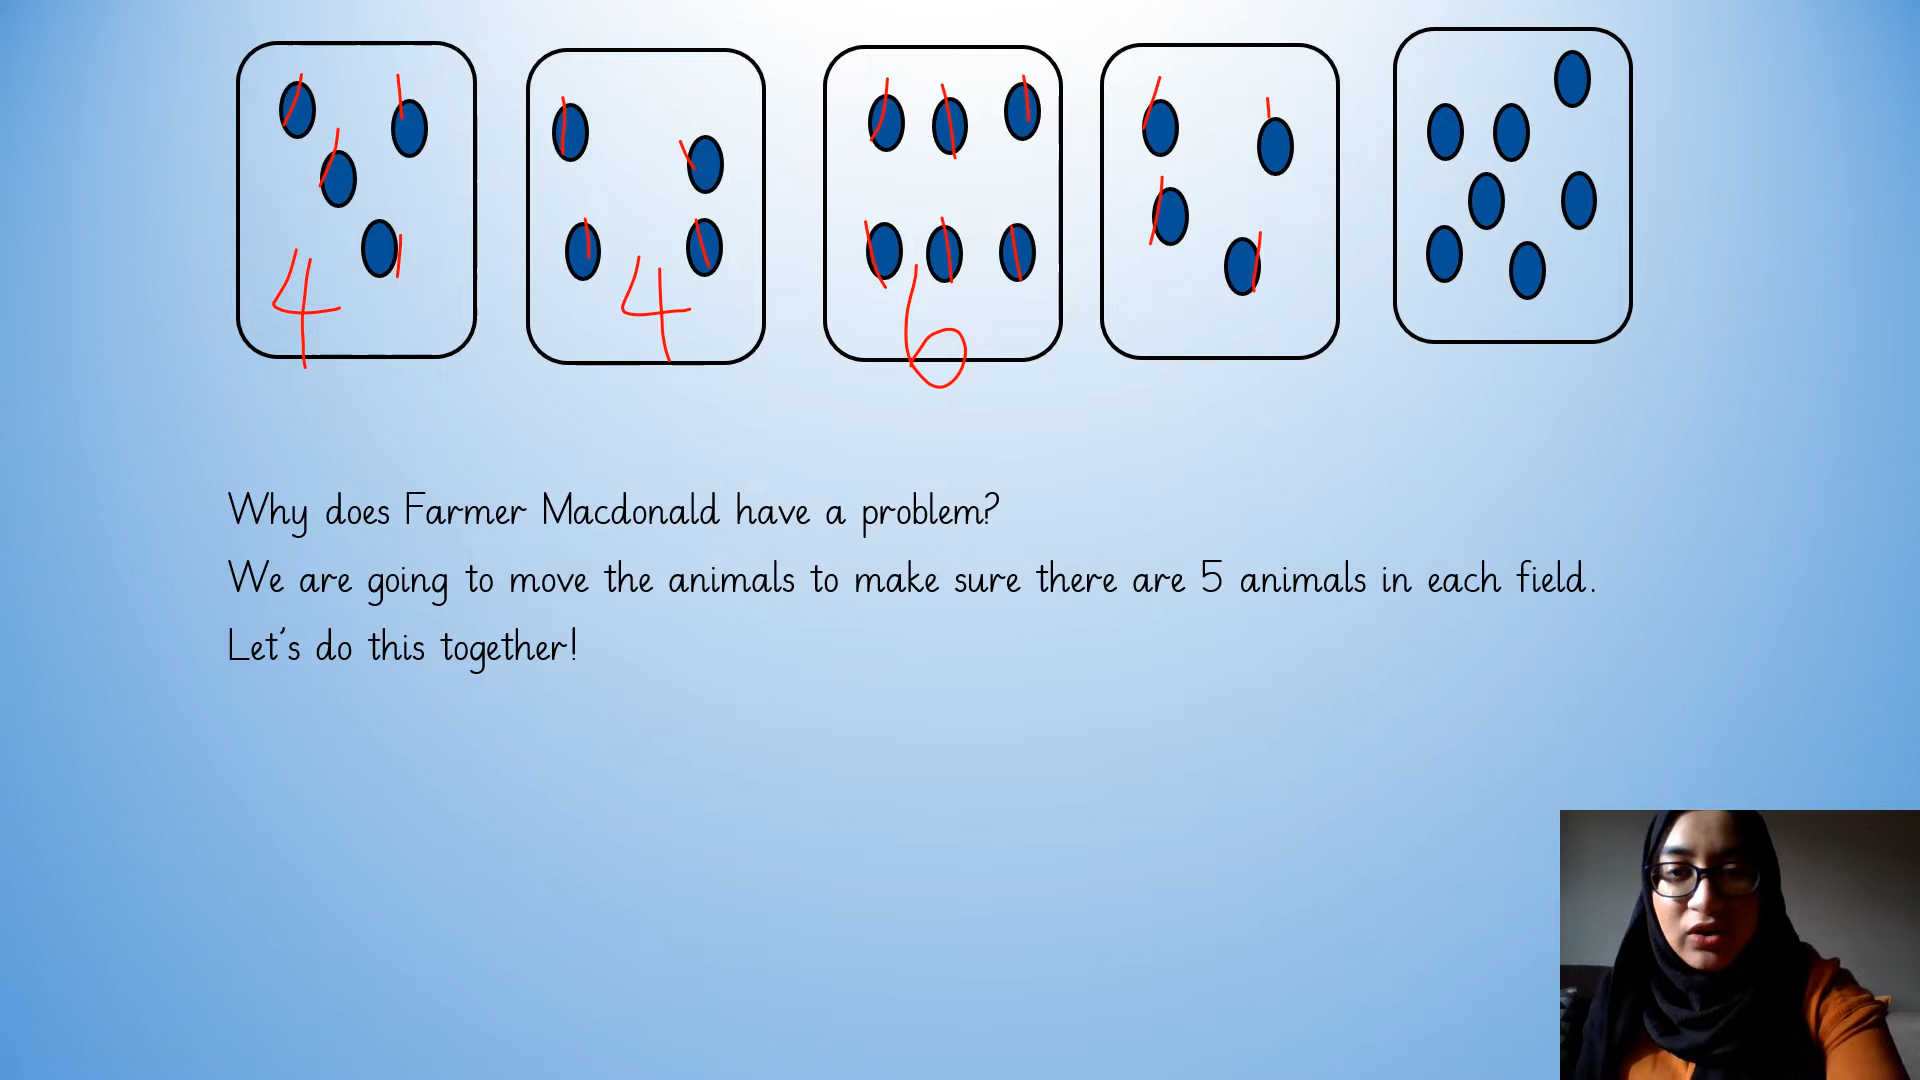 4 4 6
Why does Farmer Macdonald have a problem?
We are going to move the animals to make sure there are 5 animals in each field.
Let's do this together!